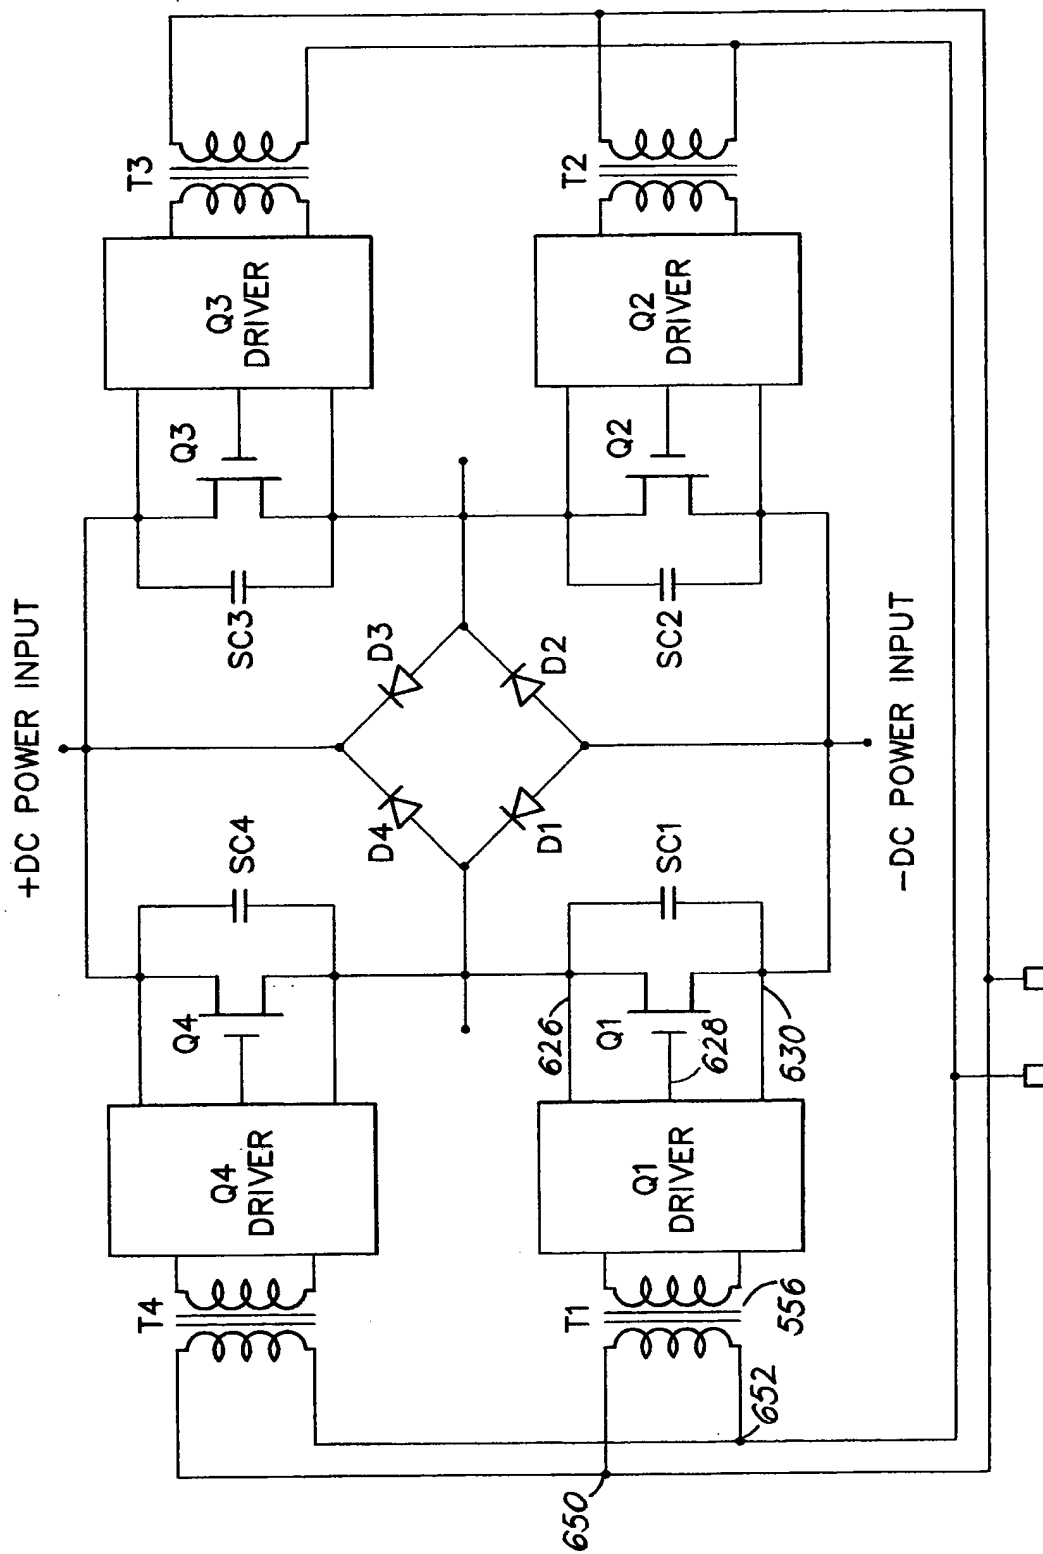 +DC POWER INPUT
T4
Q4
DRIVER
Q4
SC4
D4
D3
SC3
Q3
Q3
DRIVER
T3
650
T1
652
556
Q1
DRIVER
626
Q1
628
630
SC1
D1
D2
SC2
Q2
Q2
DRIVER
T2
-DC POWER INPUT